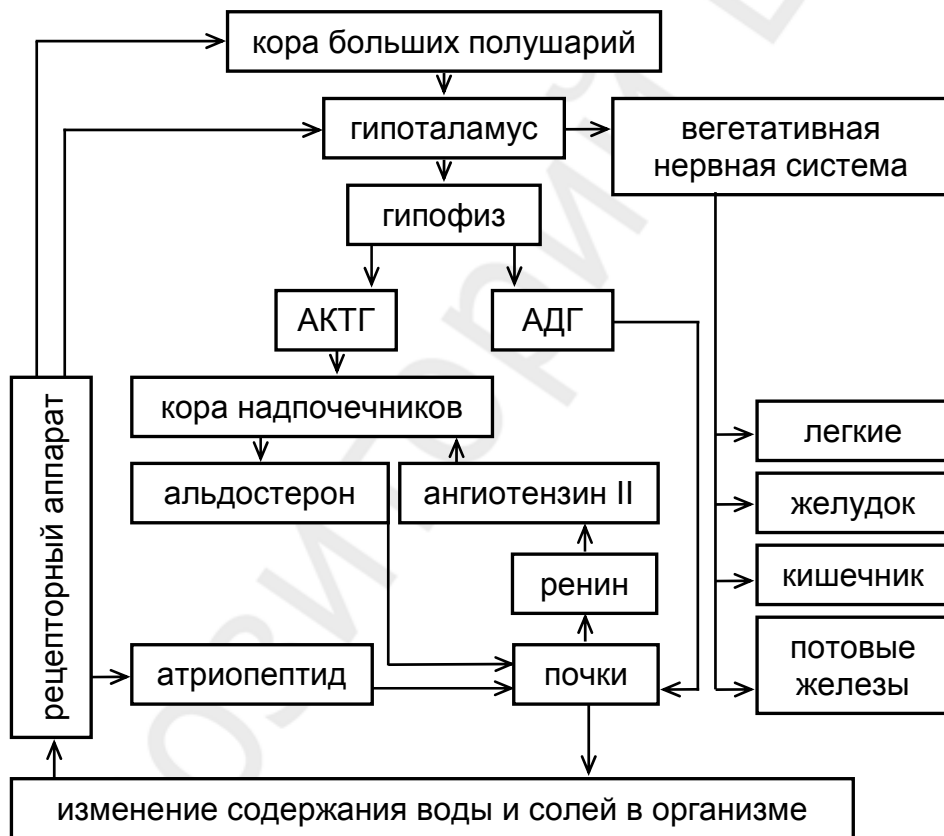 кора больших полушарий
гипоталамус
вегетативная
нервная система
гипофиз
АКТГ
АДГ
рецепторный аппарат
кора надпочечников
альдостерон
ангиотензин II
легкие
желудок
ренин
кишечник
атриопептид
почки
потовые
железы
изменение содержания воды и солей в организме